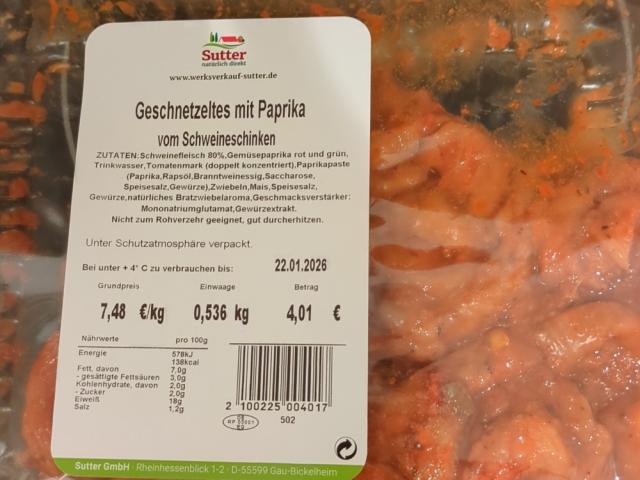 Sutter
natürlich direkt
www.werksverkauf-sutter.de
Geschnetzeltes mit Paprika
vom Schweineschinken
ZUTATEN:Schweinefleisch 80%,Gemüsepaprika rot und grün,
Trinkwasser,Tomatenmark (doppelt konzentriert),Paprikapaste
(Paprika,Rapsöl,Branntweinessig,Saccharose,
Speisesalz,Gewürze),Zwiebeln,Mais,Speisesalz,
Gewürze,natürliches Bratzwiebelaroma,Geschmacksverstärker:
Mononatriumglutamat,Gewürzextrakt.
Nicht zum Rohverzehr geeignet, gut durcherhitzen.
Unter Schutzatmosphäre verpackt.
Bei unter + 4° C zu verbrauchen bis: 22.01.2026
Grundpreis Einwaage Betrag
7,48 €/kg 0,536 kg 4,01 €
Nährwerte pro 100g
Energie 578kJ
138kcal
Fett, davon 7,0g
- gesättigte Fettsäuren 3,0g
Kohlenhydrate, davon 2,0g
- Zucker 2,0g
Eiweiß 18g
Salz 1,2g
2 100225 004017
502
Sutter GmbH · Rheinhessenblick 1-2 · D-55599 Gau-Bickelheim